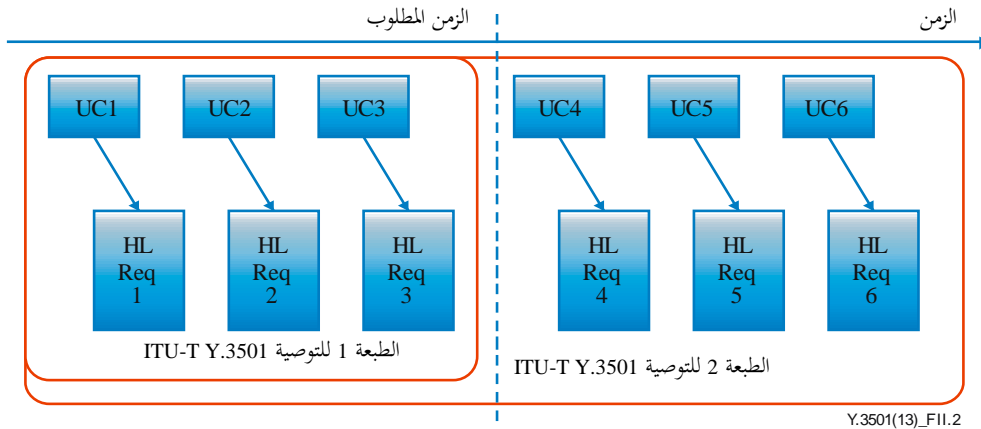 الزمن المطلوب
الزمن
UC1
UC2
UC3
UC4
UC5
UC6
HL
Req
1
HL
Req
2
HL
Req
3
HL
Req
4
HL
Req
5
HL
Req
6
الطبعة 1 للتوصية ITU-T Y.3501
الطبعة 2 للتوصية ITU-T Y.3501
Y.3501(13)_FII.2